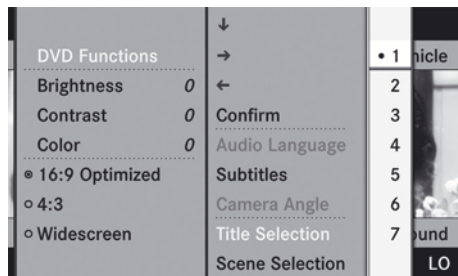 DVD Functions
Brightness 0
Contrast 0
Color 0
16:9 Optimized
4:3
Widescreen
↓
→
←
Confirm
Audio Language
Subtitles
Camera Angle
Title Selection
Scene Selection
• 1
2
3
4
5
6
7
hicle
und
LO